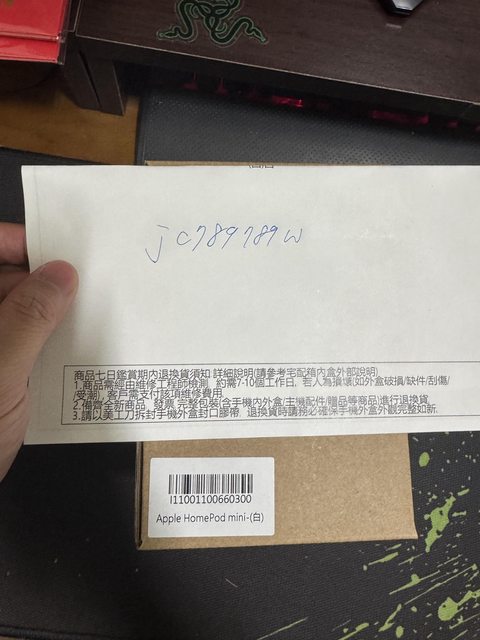 jc789789w
商品七日鑑賞期內退換貨須知 詳細說明(請參考宅配箱內盒外部說明)
1.商品需經由維修工程師檢測 約需7-10個工作日, 若人為損壞(如外盒破損/缺件/刮傷/
/受潮), 客戶需支付該項維修費用.
2.備齊全新商品、發票,完整包裝(含手機內外盒/主機配件/贈品等商品)進行退換貨.
3.請以美工刀拆封手機外盒封口膠帶, 退換貨時請務必確保手機外盒外觀完整如新.
I11001100660300
Apple HomePod mini-(白)